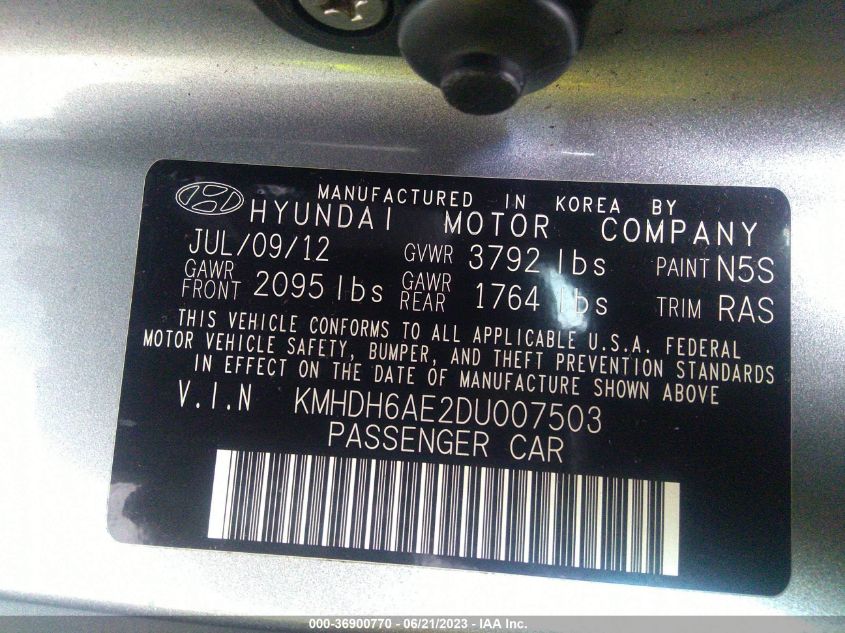 MANUFACTURED IN KOREA BY
HYUNDAI MOTOR COMPANY
JUL/09/12 GVWR 3792 lbs PAINT N5S
GAWR FRONT 2095 lbs GAWR REAR 1764 lbs TRIM RAS
THIS VEHICLE CONFORMS TO ALL APPLICABLE U.S.A. FEDERAL
MOTOR VEHICLE SAFETY, BUMPER, AND THEFT PREVENTION STANDARDS
IN EFFECT ON THE DATE OF MANUFACTURE SHOWN ABOVE
V.I.N KMHDH6AE2DU007503
PASSENGER CAR
000-36900770 - 06/21/2023 - IAA Inc.